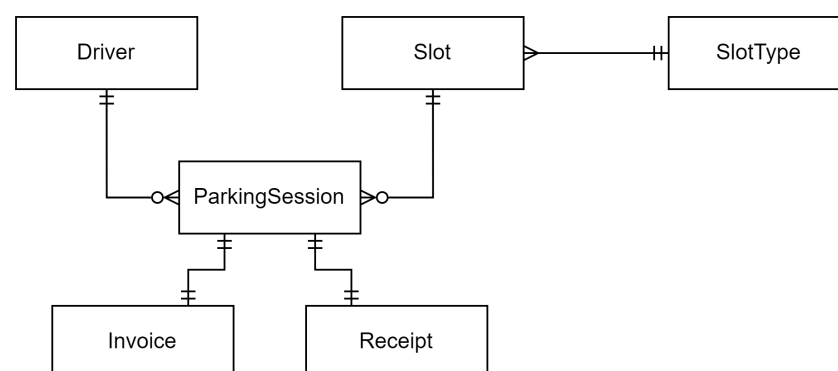 Driver
Slot
SlotType
ParkingSession
Invoice
Receipt